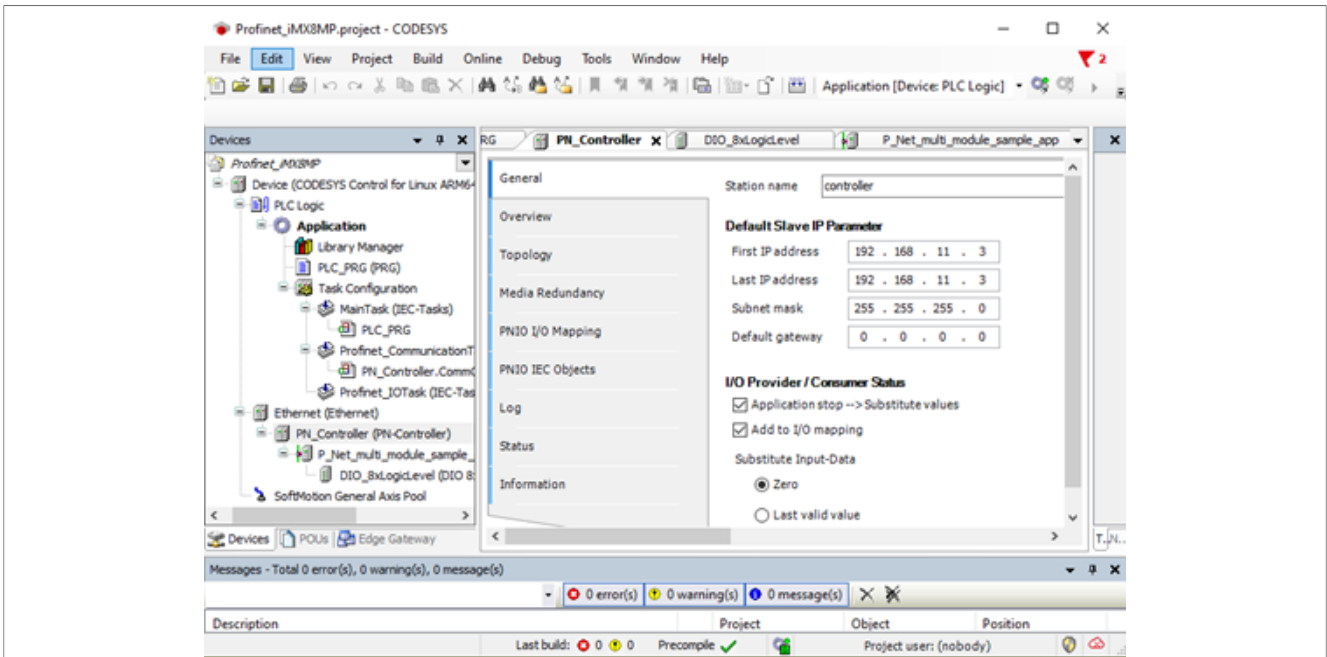 Profinet_iMX8MP.project - CODESYS
File Edit View Project Build Online Debug Tools Window Help
2
Application [Device: PLC Logic]
Devices
RG
PN_Controller
DIO_8xLogicLevel
P_Net_multi_module_sample_app
Profinet_iMX8MP
Device (CODESYS Control for Linux ARM64
PLC Logic
Application
Library Manager
PLC_PRG (PRG)
Task Configuration
MainTask (IEC-Tasks)
PLC_PRG
Profinet_CommunicationT
PN_Controller.CommC
Profinet_IOTask (IEC-Tas
Ethernet (Ethernet)
PN_Controller (PN-Controller)
P_Net_multi_module_sample_
DIO_8xLogicLevel (DIO 8x
SoftMotion General Axis Pool
Devices POUs Edge Gateway
General
Overview
Topology
Media Redundancy
PNIO I/O Mapping
PNIO IEC Objects
Log
Status
Information
Station name controller
Default Slave IP Parameter
First IP address 192 . 168 . 11 . 3
Last IP address 192 . 168 . 11 . 3
Subnet mask 255 . 255 . 255 . 0
Default gateway 0 . 0 . 0 . 0
I/O Provider / Consumer Status
Application stop --> Substitute values
Add to I/O mapping
Substitute Input-Data
Zero
Last valid value
T.. N..
Messages - Total 0 error(s), 0 warning(s), 0 message(s)
0 error(s) 0 warning(s) 0 message(s)
Description Project Object Position
Last build: 0 0 Precompile Project user: (nobody)